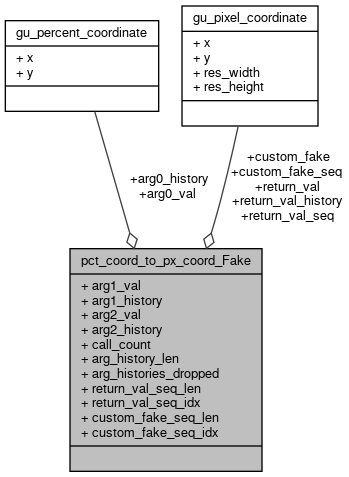 gu_percent_coordinate
+ x
+ y
gu_pixel_coordinate
+ x
+ y
+ res_width
+ res_height
+arg0_history
+arg0_val
+custom_fake
+custom_fake_seq
+return_val
+return_val_history
+return_val_seq
pct_coord_to_px_coord_Fake
+ arg1_val
+ arg1_history
+ arg2_val
+ arg2_history
+ call_count
+ arg_history_len
+ arg_histories_dropped
+ return_val_seq_len
+ return_val_seq_idx
+ custom_fake_seq_len
+ custom_fake_seq_idx